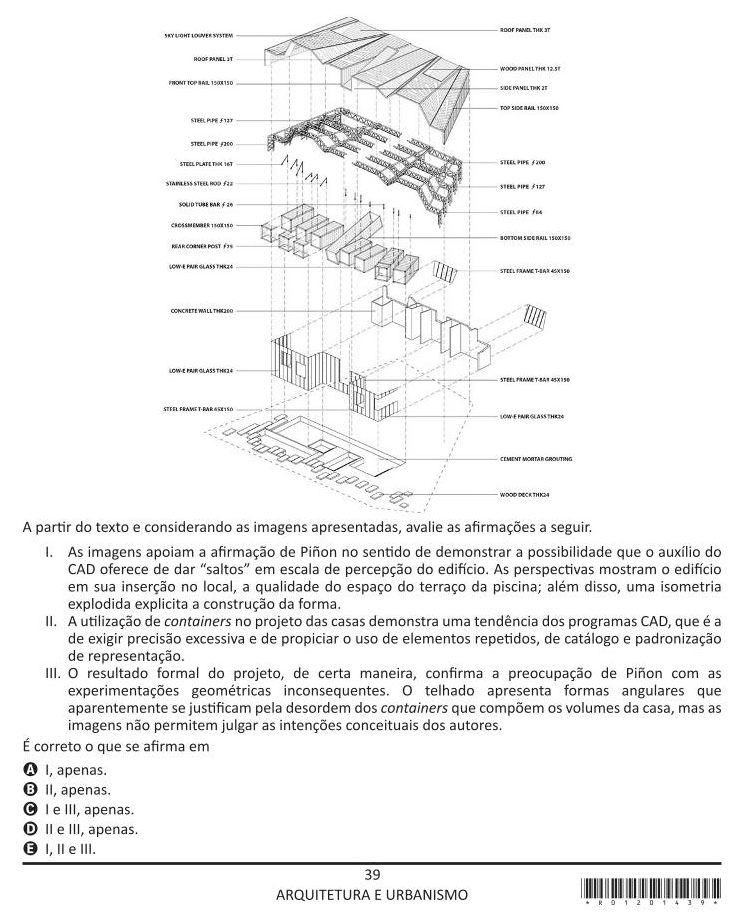 SKY LIGHT LOUVER SYSTEM
ROOF PANEL THK 3T
ROOF PANEL 3T
WOOD PANEL THK 12.5T
FRONT TOP RAIL 150X150
SIDE PANEL THK 2T
TOP SIDE RAIL 150X150
STEEL PIPE ƒ127
STEEL PIPE ƒ200
STEEL PLATE THK 16T
STEEL PIPE ƒ200
STAINLESS STEEL ROD ƒ22
STEEL PIPE ƒ127
SOLID TUBE BAR ƒ 28
STEEL PIPE ƒ84
CROSSMEMBER 150X150
BOTTOM SIDE RAIL 150X150
REAR CORNER POST ƒ75
LOW-E PAIR GLASS THK24
STEEL FRAME T-BAR 45X150
CONCRETE WALL THK200
LOW-E PAIR GLASS THK24
STEEL FRAME T-BAR 45X150
STEEL FRAME T-BAR 45X150
LOW-E PAIR GLASS THK24
CEMENT MORTAR GROUTING
WOOD DECK THK24
A partir do texto e considerando as imagens apresentadas, avalie as afirmações a seguir.
I. As imagens apoiam a afirmação de Piñon no sentido de demonstrar a possibilidade que o auxílio do
CAD oferece de dar “saltos” em escala de percepção do edifício. As perspectivas mostram o edifício
em sua inserção no local, a qualidade do espaço do terraço da piscina; além disso, uma isometria
explodida explicita a construção da forma.
II. A utilização de containers no projeto das casas demonstra uma tendência dos programas CAD, que é a
de exigir precisão excessiva e de propiciar o uso de elementos repetidos, de catálogo e padronização
de representação.
III. O resultado formal do projeto, de certa maneira, confirma a preocupação de Piñon com as
experimentações geométricas inconsequentes. O telhado apresenta formas angulares que
aparentemente se justificam pela desordem dos containers que compõem os volumes da casa, mas as
imagens não permitem julgar as intenções conceituais dos autores.
É correto o que se afirma em
A I, apenas.
B II, apenas.
C I e III, apenas.
D II e III, apenas.
E I, II e III.
39
ARQUITETURA E URBANISMO
* R 0 1 2 0 1 4 3 9 *